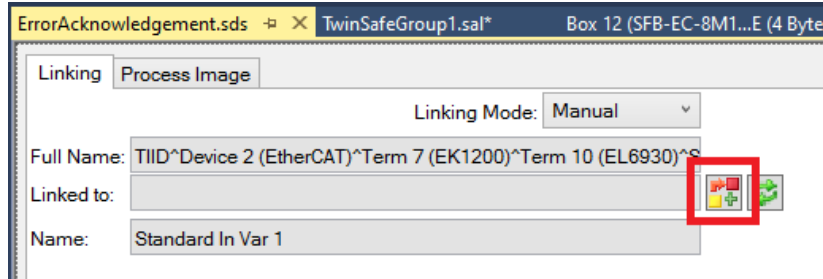 ErrorAcknowledgement.sds TwinSafeGroup1.sal* Box 12 (SFB-EC-8M1...E (4 Byte
Linking Process Image
Linking Mode: Manual
Full Name: TIID^Device 2 (EtherCAT)^Term 7 (EK1200)^Term 10 (EL6930)^S
Linked to:
Name: Standard In Var 1